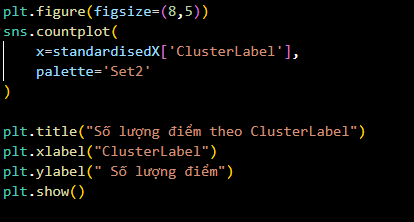 plt.figure(figsize=(8,5))
sns.countplot(
    x=standardisedX['ClusterLabel'],
    palette='Set2'
)
plt.title("Số lượng điểm theo ClusterLabel")
plt.xlabel("ClusterLabel")
plt.ylabel(" Số lượng điểm")
plt.show()